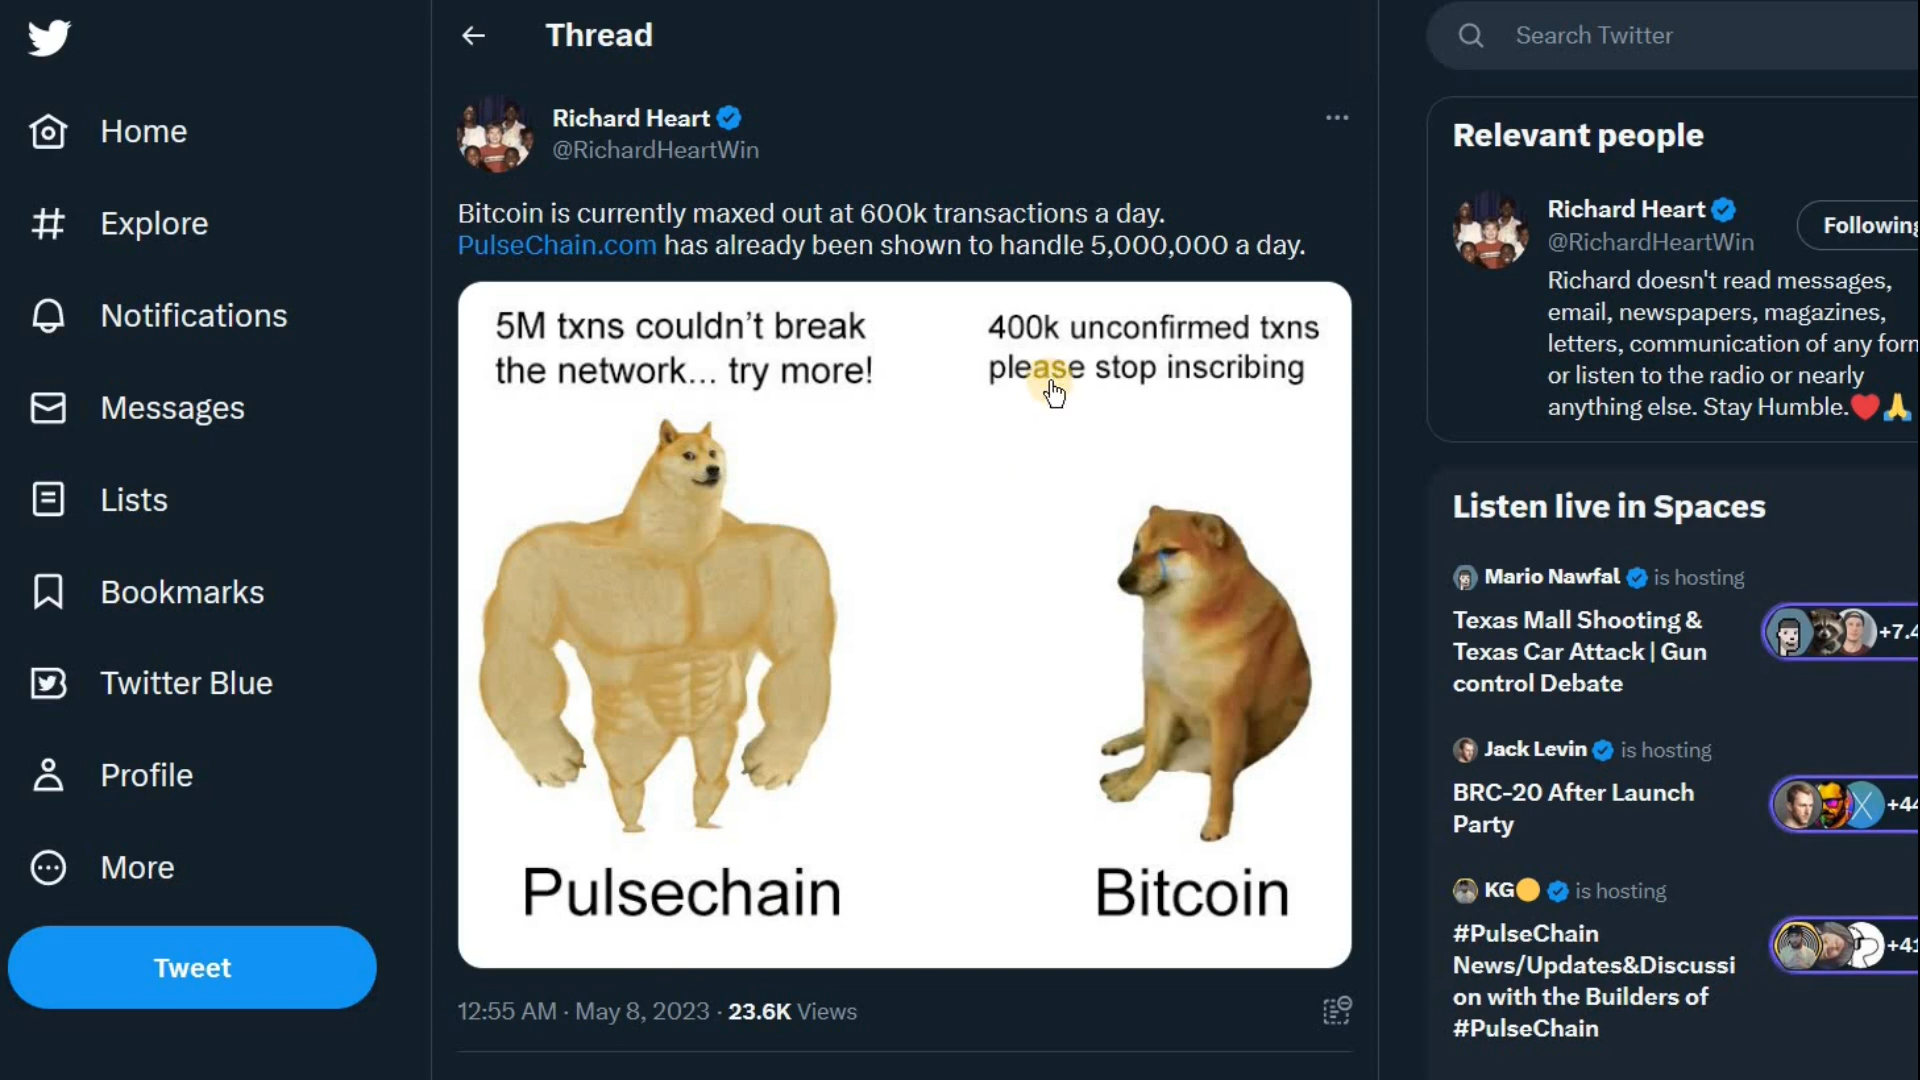 Home
Explore
Notifications
Messages
Lists
Bookmarks
Twitter Blue
Profile
More
Tweet
Thread
Richard Heart
@RichardHeartWin
Bitcoin is currently maxed out at 600k transactions a day.
PulseChain.com has already been shown to handle 5,000,000 a day.
5M txns couldn't break
the network... try more!
400k unconfirmed txns
please stop inscribing
Pulsechain
Bitcoin
12:55 AM · May 8, 2023 · 23.6K Views
Search Twitter
Relevant people
Richard Heart
@RichardHeartWin
Following
Richard doesn't read messages,
email, newspapers, magazines,
letters, communication of any form
or listen to the radio or nearly
anything else. Stay Humble.❤️🙏
Listen live in Spaces
Mario Nawfal is hosting
Texas Mall Shooting &
Texas Car Attack | Gun
control Debate
+7.4
Jack Levin is hosting
BRC-20 After Launch
Party
+44
KG🟡 is hosting
#PulseChain
News/Updates&Discussi
on with the Builders of
#PulseChain
+41